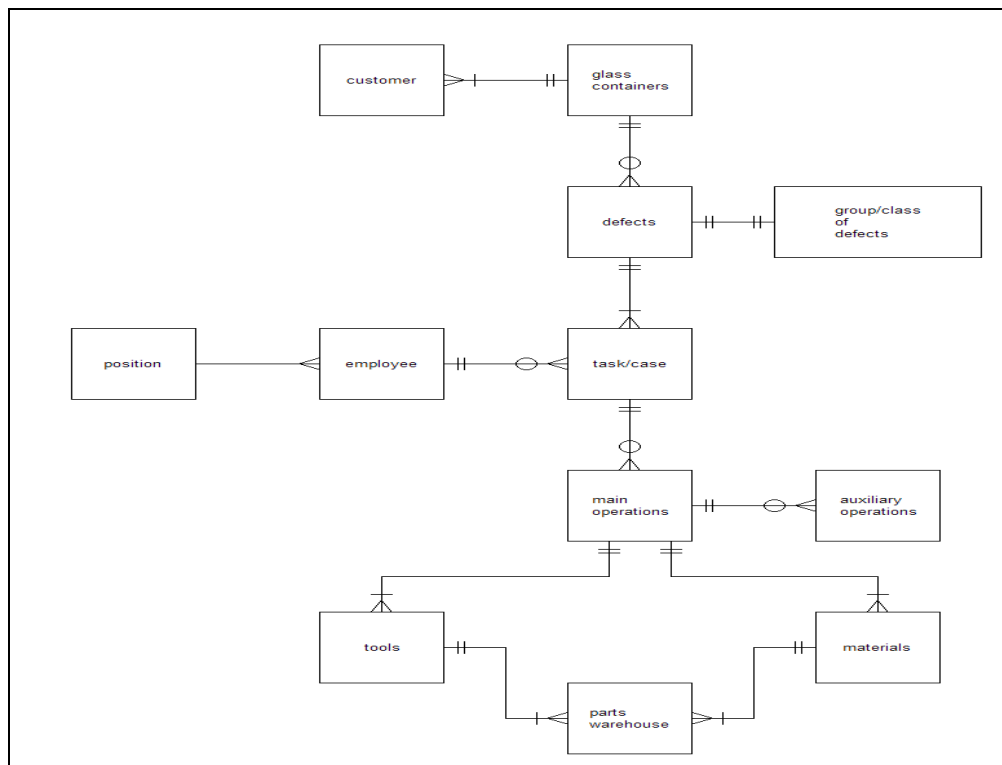 customer
glass
containers
defects
group/class
of
defects
position
employee
task/case
main
operations
auxiliary
operations
tools
materials
parts
warehouse